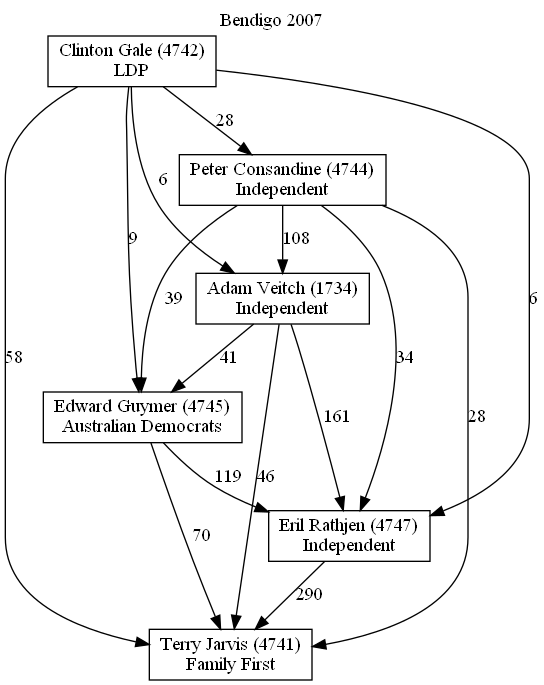 Bendigo 2007
Clinton Gale (4742)
LDP
28
Peter Consandine (4744)
Independent
6
9
108
Adam Veitch (1734)
Independent
39
6
58
41
34
Edward Guymer (4745)
Australian Democrats
161
28
119
46
Eril Rathjen (4747)
Independent
70
290
Terry Jarvis (4741)
Family First